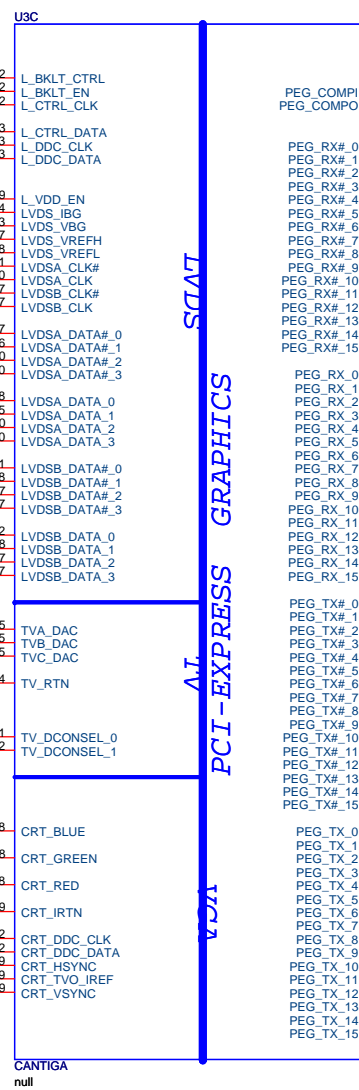 U3C
L_BKLT_CTRL
L_BKLT_EN
L_CTRL_CLK
L_CTRL_DATA
L_DDC_CLK
L_DDC_DATA
L_VDD_EN
LVDS_IBG
LVDS_VBG
LVDS_VREFH
LVDS_VREFL
LVDSA_CLK#
LVDSA_CLK
LVDSB_CLK#
LVDSB_CLK
LVDSA_DATA#_0
LVDSA_DATA#_1
LVDSA_DATA#_2
LVDSA_DATA#_3
LVDSA_DATA_0
LVDSA_DATA_1
LVDSA_DATA_2
LVDSA_DATA_3
LVDSB_DATA#_0
LVDSB_DATA#_1
LVDSB_DATA#_2
LVDSB_DATA#_3
LVDSB_DATA_0
LVDSB_DATA_1
LVDSB_DATA_2
LVDSB_DATA_3
TVA_DAC
TVB_DAC
TVC_DAC
TV_RTN
TV_DCONSEL_0
TV_DCONSEL_1
CRT_BLUE
CRT_GREEN
CRT_RED
CRT_IRTN
CRT_DDC_CLK
CRT_DDC_DATA
CRT_HSYNC
CRT_TVO_IREF
CRT_VSYNC
LVDS
TV
VGA
PCI-EXPRESS GRAPHICS
PEG_COMPI
PEG_COMPO
PEG_RX#_0
PEG_RX#_1
PEG_RX#_2
PEG_RX#_3
PEG_RX#_4
PEG_RX#_5
PEG_RX#_6
PEG_RX#_7
PEG_RX#_8
PEG_RX#_9
PEG_RX#_10
PEG_RX#_11
PEG_RX#_12
PEG_RX#_13
PEG_RX#_14
PEG_RX#_15
PEG_RX_0
PEG_RX_1
PEG_RX_2
PEG_RX_3
PEG_RX_4
PEG_RX_5
PEG_RX_6
PEG_RX_7
PEG_RX_8
PEG_RX_9
PEG_RX_10
PEG_RX_11
PEG_RX_12
PEG_RX_13
PEG_RX_14
PEG_RX_15
PEG_TX#_0
PEG_TX#_1
PEG_TX#_2
PEG_TX#_3
PEG_TX#_4
PEG_TX#_5
PEG_TX#_6
PEG_TX#_7
PEG_TX#_8
PEG_TX#_9
PEG_TX#_10
PEG_TX#_11
PEG_TX#_12
PEG_TX#_13
PEG_TX#_14
PEG_TX#_15
PEG_TX_0
PEG_TX_1
PEG_TX_2
PEG_TX_3
PEG_TX_4
PEG_TX_5
PEG_TX_6
PEG_TX_7
PEG_TX_8
PEG_TX_9
PEG_TX_10
PEG_TX_11
PEG_TX_12
PEG_TX_13
PEG_TX_14
PEG_TX_15
CANTIGA
null